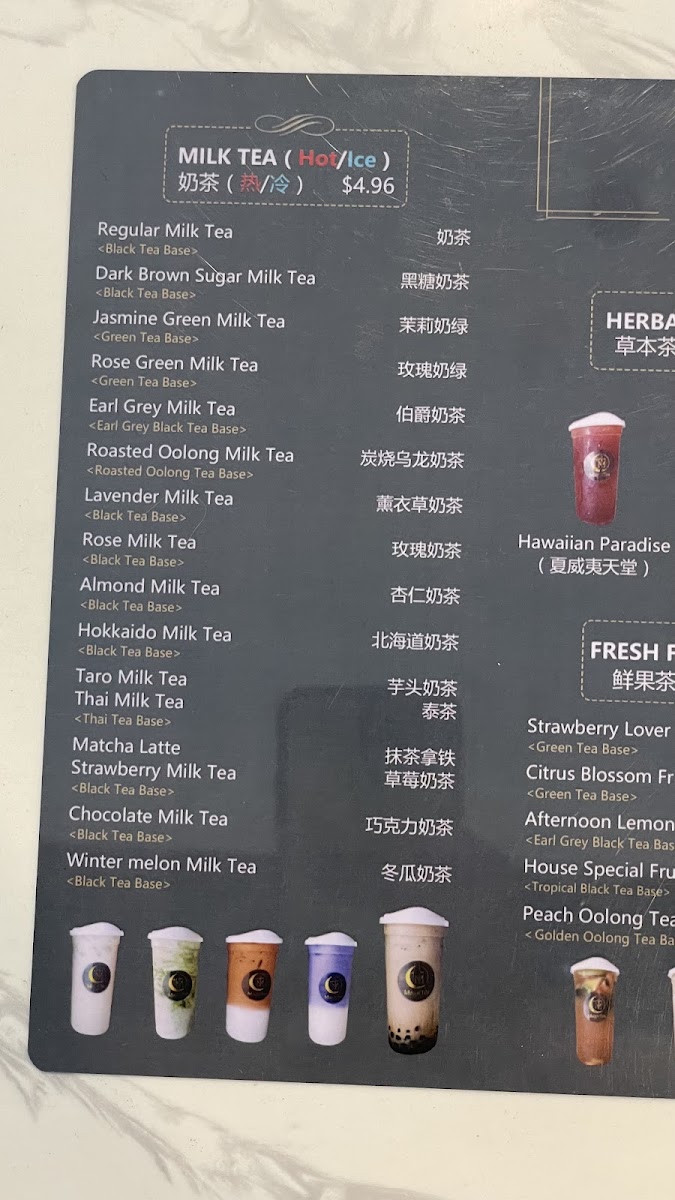 MILK TEA ( Hot/Ice )
奶茶 ( 热/冷 ) $4.96
Regular Milk Tea 奶茶
<Black Tea Base>
Dark Brown Sugar Milk Tea 黑糖奶茶
<Black Tea Base>
Jasmine Green Milk Tea 茉莉奶绿
<Green Tea Base>
Rose Green Milk Tea 玫瑰奶绿
<Green Tea Base>
Earl Grey Milk Tea 伯爵奶茶
<Earl Grey Black Tea Base>
Roasted Oolong Milk Tea 炭烧乌龙奶茶
<Roasted Oolong Tea Base>
Lavender Milk Tea 薰衣草奶茶
<Black Tea Base>
Rose Milk Tea 玫瑰奶茶
<Black Tea Base>
Almond Milk Tea 杏仁奶茶
<Black Tea Base>
Hokkaido Milk Tea 北海道奶茶
<Black Tea Base>
Taro Milk Tea 芋头奶茶
Thai Milk Tea 泰茶
<Thai Tea Base>
Matcha Latte 抹茶拿铁
Strawberry Milk Tea 草莓奶茶
<Black Tea Base>
Chocolate Milk Tea 巧克力奶茶
<Black Tea Base>
Winter melon Milk Tea 冬瓜奶茶
<Black Tea Base>
HERBA
草本茶
Hawaiian Paradise
( 夏威夷天堂 )
FRESH F
鲜果茶
Strawberry Lover
<Green Tea Base>
Citrus Blossom Fr
<Green Tea Base>
Afternoon Lemon
<Earl Grey Black Tea Bas
House Special Fru
<Tropical Black Tea Base>
Peach Oolong Tea
< Golden Oolong Tea Ba